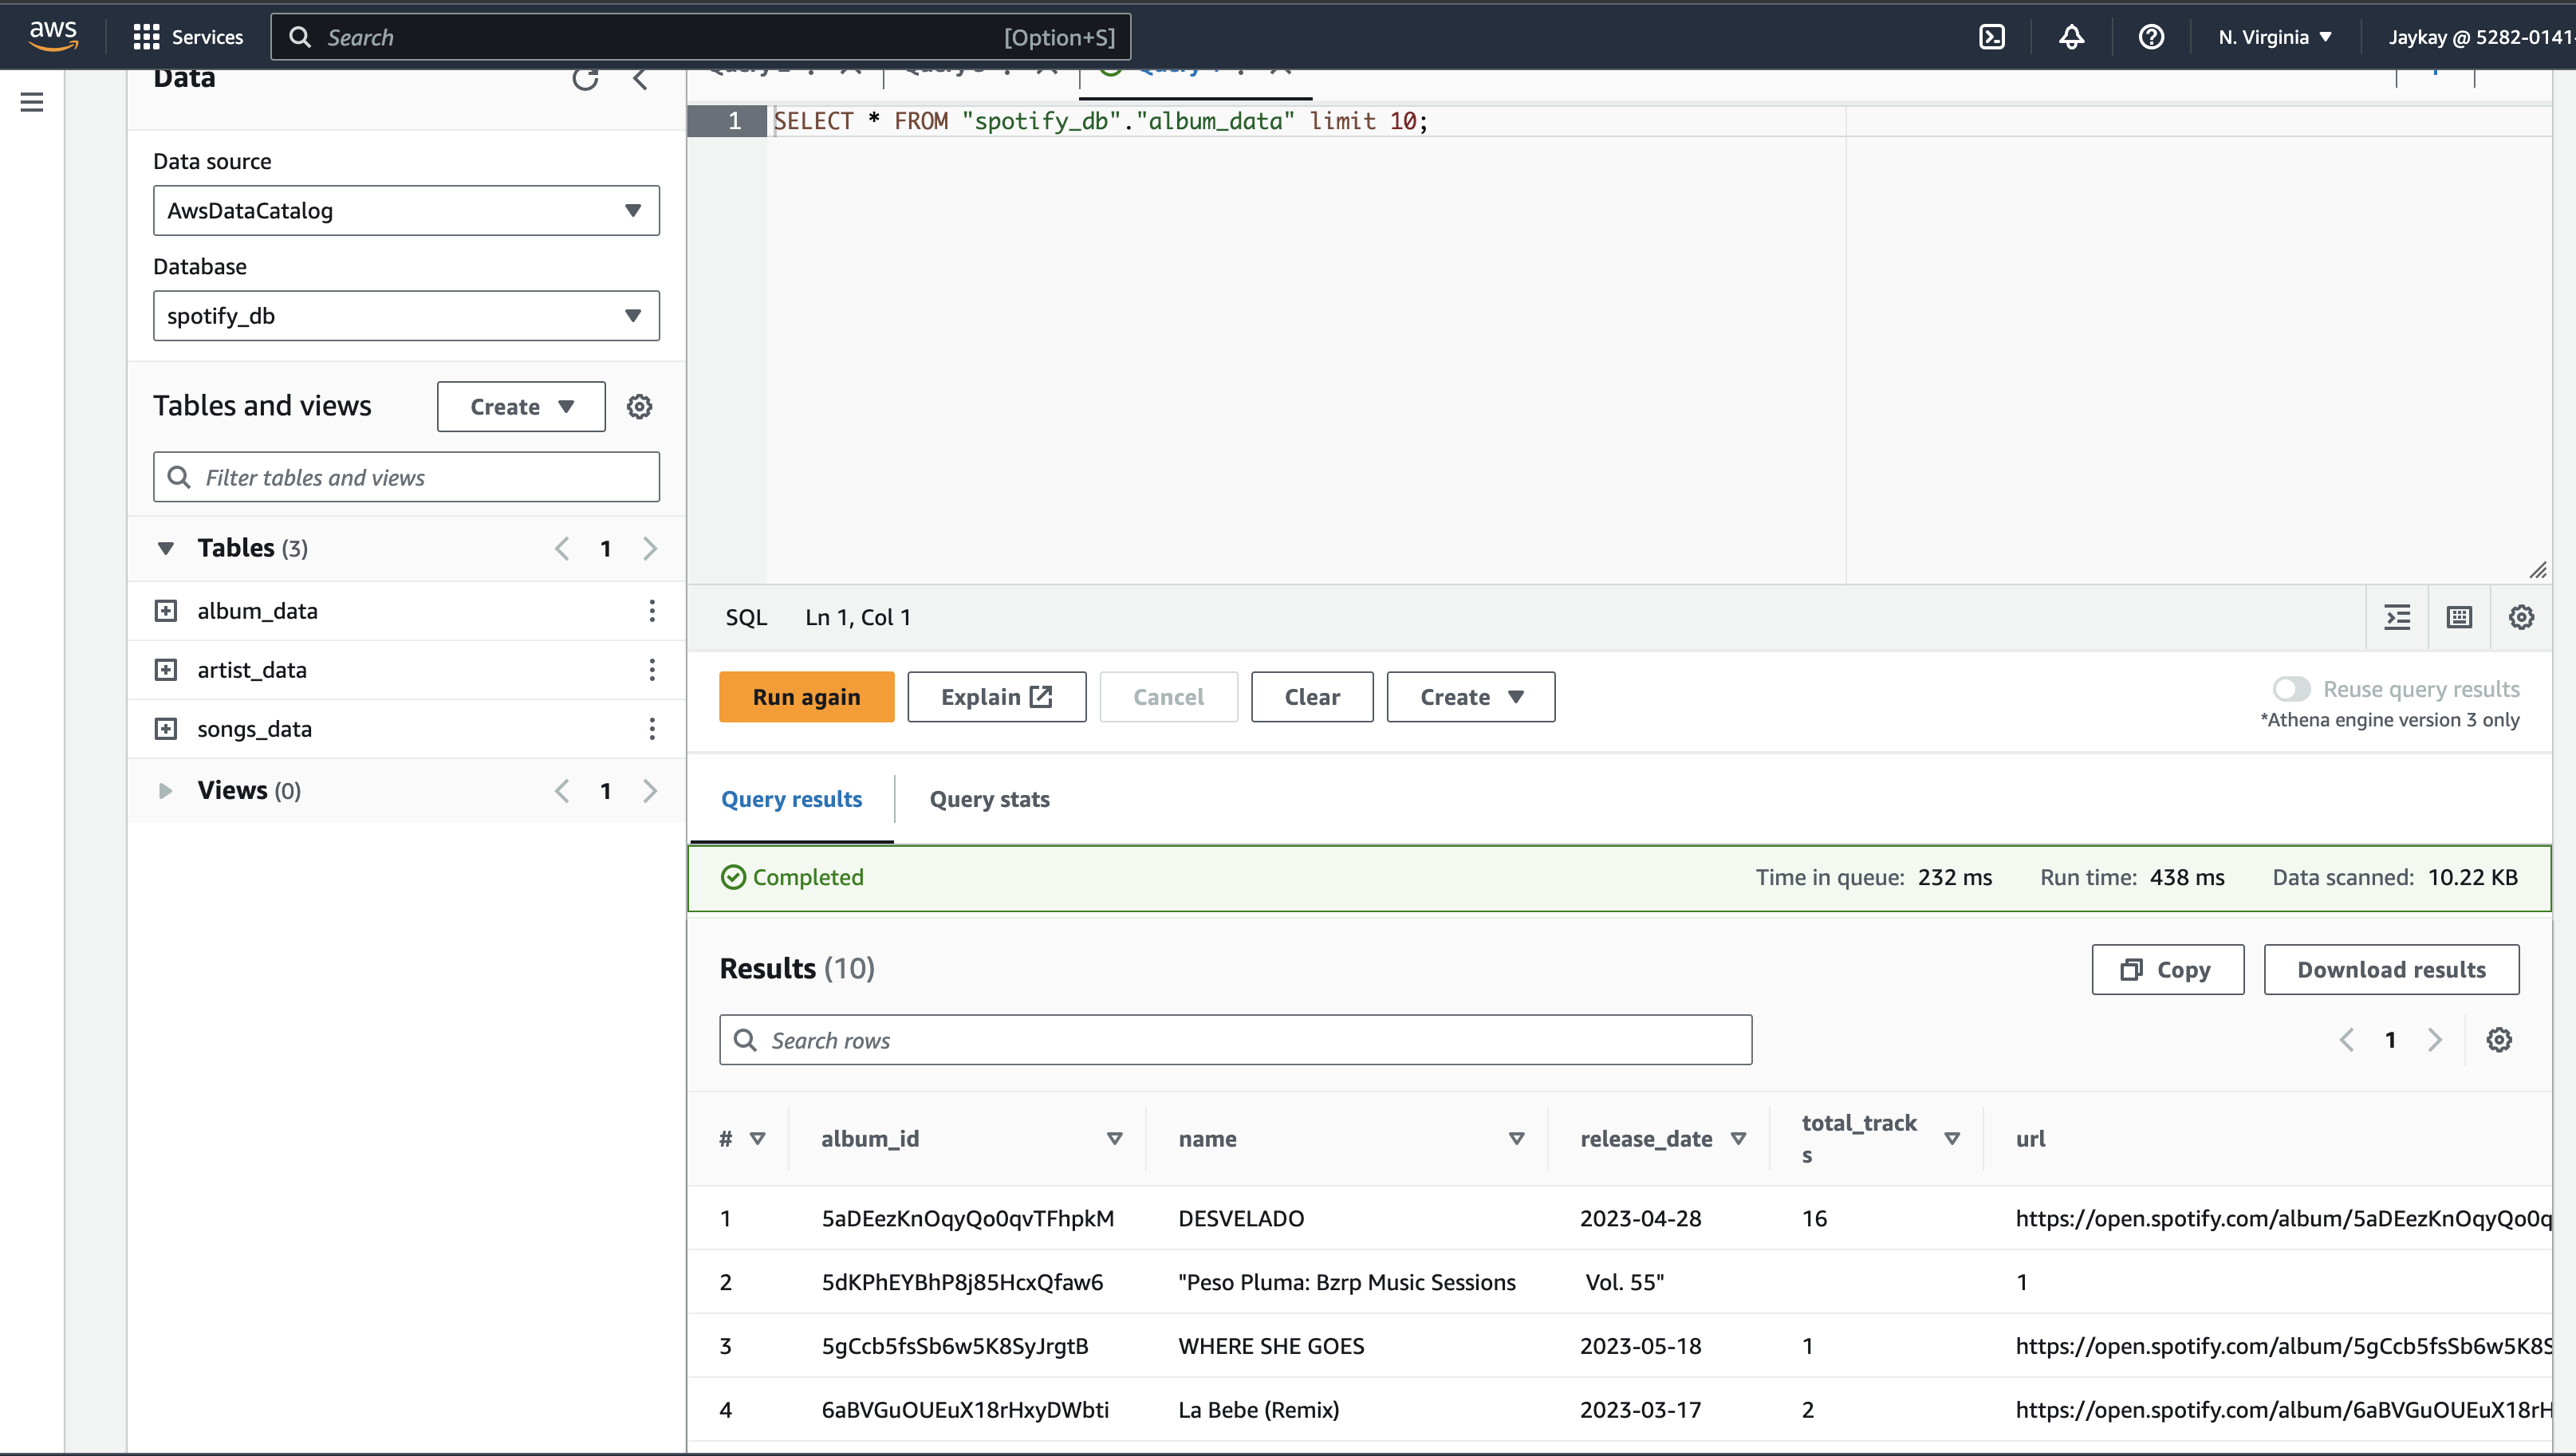 aws Services Search [Option+S] N. Virginia Jaykay @ 5282-0141
Data
Data source
AwsDataCatalog
Database
spotify_db
Tables and views Create
Filter tables and views
Tables (3) 1
album_data
artist_data
songs_data
Views (0) 1
1 SELECT * FROM "spotify_db"."album_data" limit 10;
SQL Ln 1, Col 1
Run again Explain Cancel Clear Create
Reuse query results
*Athena engine version 3 only
Query results Query stats
Completed Time in queue: 232 ms Run time: 438 ms Data scanned: 10.22 KB
Results (10) Copy Download results
Search rows 1
# album_id name release_date total_track
s url
1 5aDEezKnOqyQo0qvTFhpkM DESVELADO 2023-04-28 16 https://open.spotify.com/album/5aDEezKnOqyQo0q
2 5dKPhEYBhP8j85HcxQfaw6 "Peso Pluma: Bzrp Music Sessions Vol. 55" 1
3 5gCcb5fsSb6w5K8SyJrgtB WHERE SHE GOES 2023-05-18 1 https://open.spotify.com/album/5gCcb5fsSb6w5K8S
4 6aBVGuOUEuX18rHxyDWbti La Bebe (Remix) 2023-03-17 2 https://open.spotify.com/album/6aBVGuOUEuX18rH